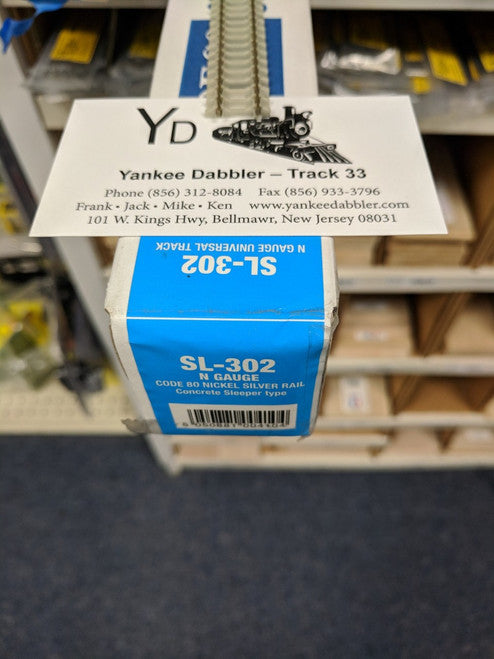 YD
Yankee Dabbler – Track 33
Phone (856) 312-8084 Fax (856) 933-3796
Frank • Jack • Mike • Ken www.yankeedabbler.com
101 W. Kings Hwy, Bellmawr, New Jersey 08031
N GAUGE UNIVERSAL TRACK
SL-302
SL-302
N GAUGE
CODE 80 NICKEL SILVER RAIL
Concrete Sleeper type